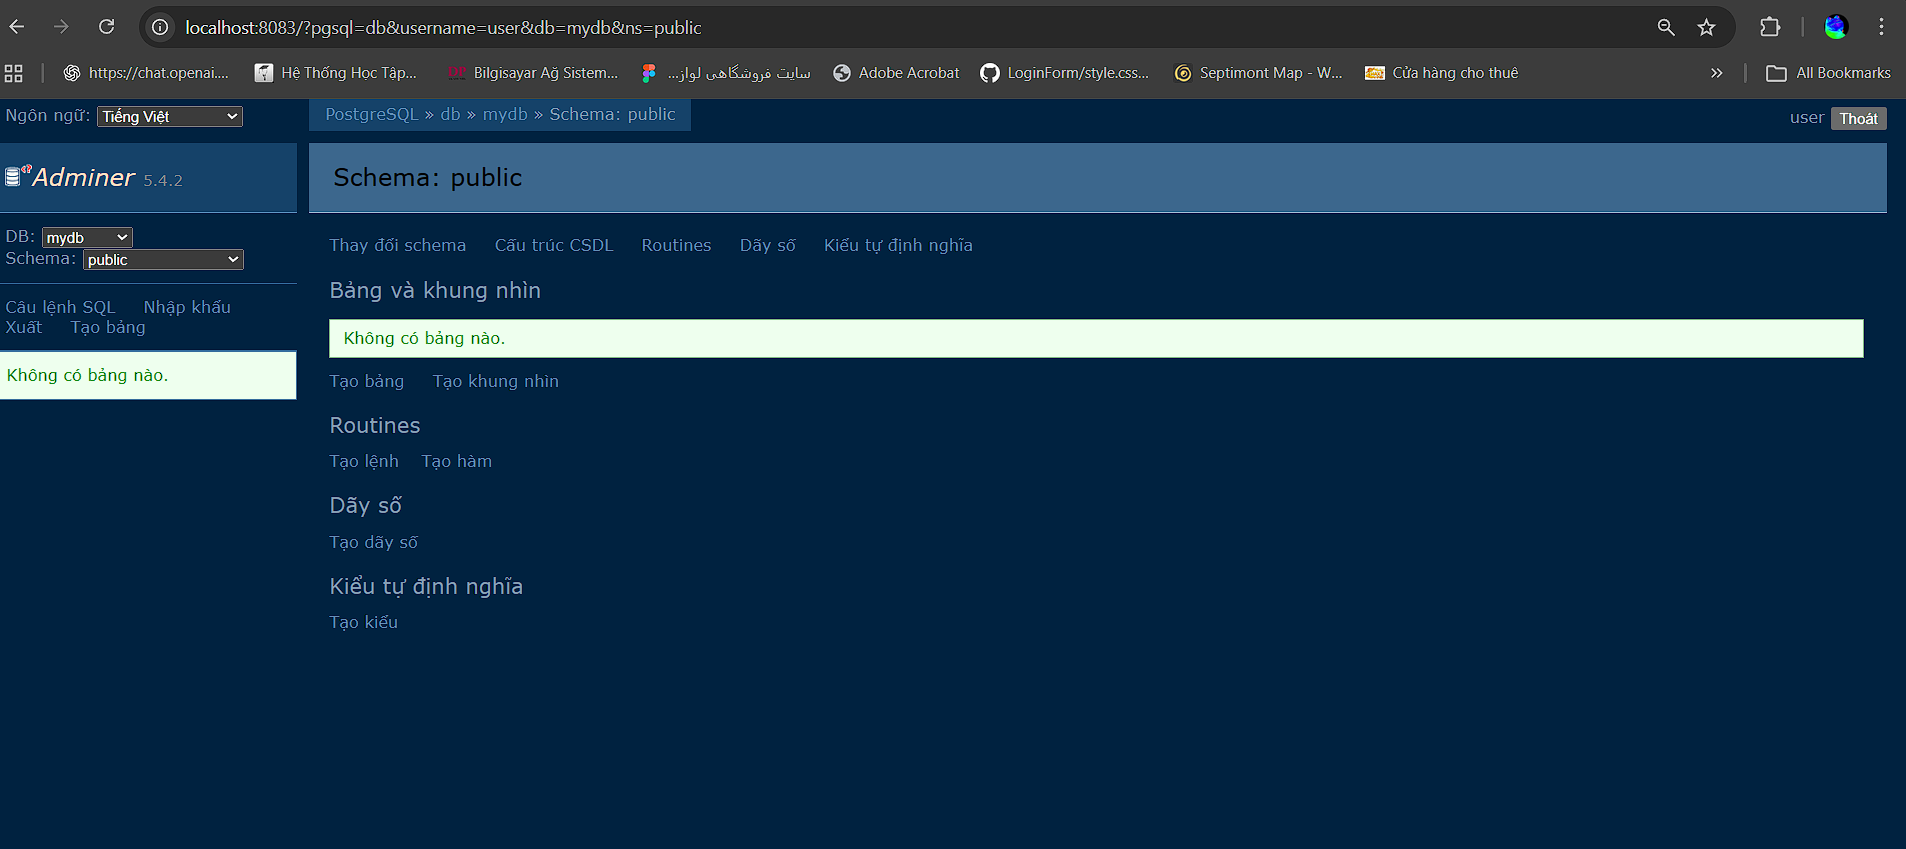 localhost:8083/?pgsql=db&username=user&db=mydb&ns=public
https://chat.openai.... Hệ Thống Học Tập... Bilgisayar Ağ Sistem... سایت فروشگاهی لواز... Adobe Acrobat LoginForm/style.css... Septimont Map - W... Cửa hàng cho thuê » All Bookmarks
Ngôn ngữ: Tiếng Việt
PostgreSQL » db » mydb » Schema: public
user Thoát
Adminer 5.4.2
Schema: public
DB: mydb
Schema: public
Câu lệnh SQL Nhập khẩu
Xuất Tạo bảng
Không có bảng nào.
Thay đổi schema Cấu trúc CSDL Routines Dãy số Kiểu tự định nghĩa
Bảng và khung nhìn
Không có bảng nào.
Tạo bảng Tạo khung nhìn
Routines
Tạo lệnh Tạo hàm
Dãy số
Tạo dãy số
Kiểu tự định nghĩa
Tạo kiểu